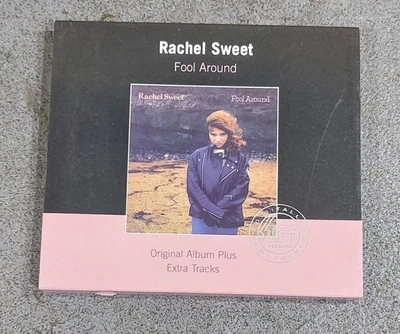 Rachel Sweet
Fool Around
Rachel Sweet Fool Around
Original Album Plus
Extra Tracks